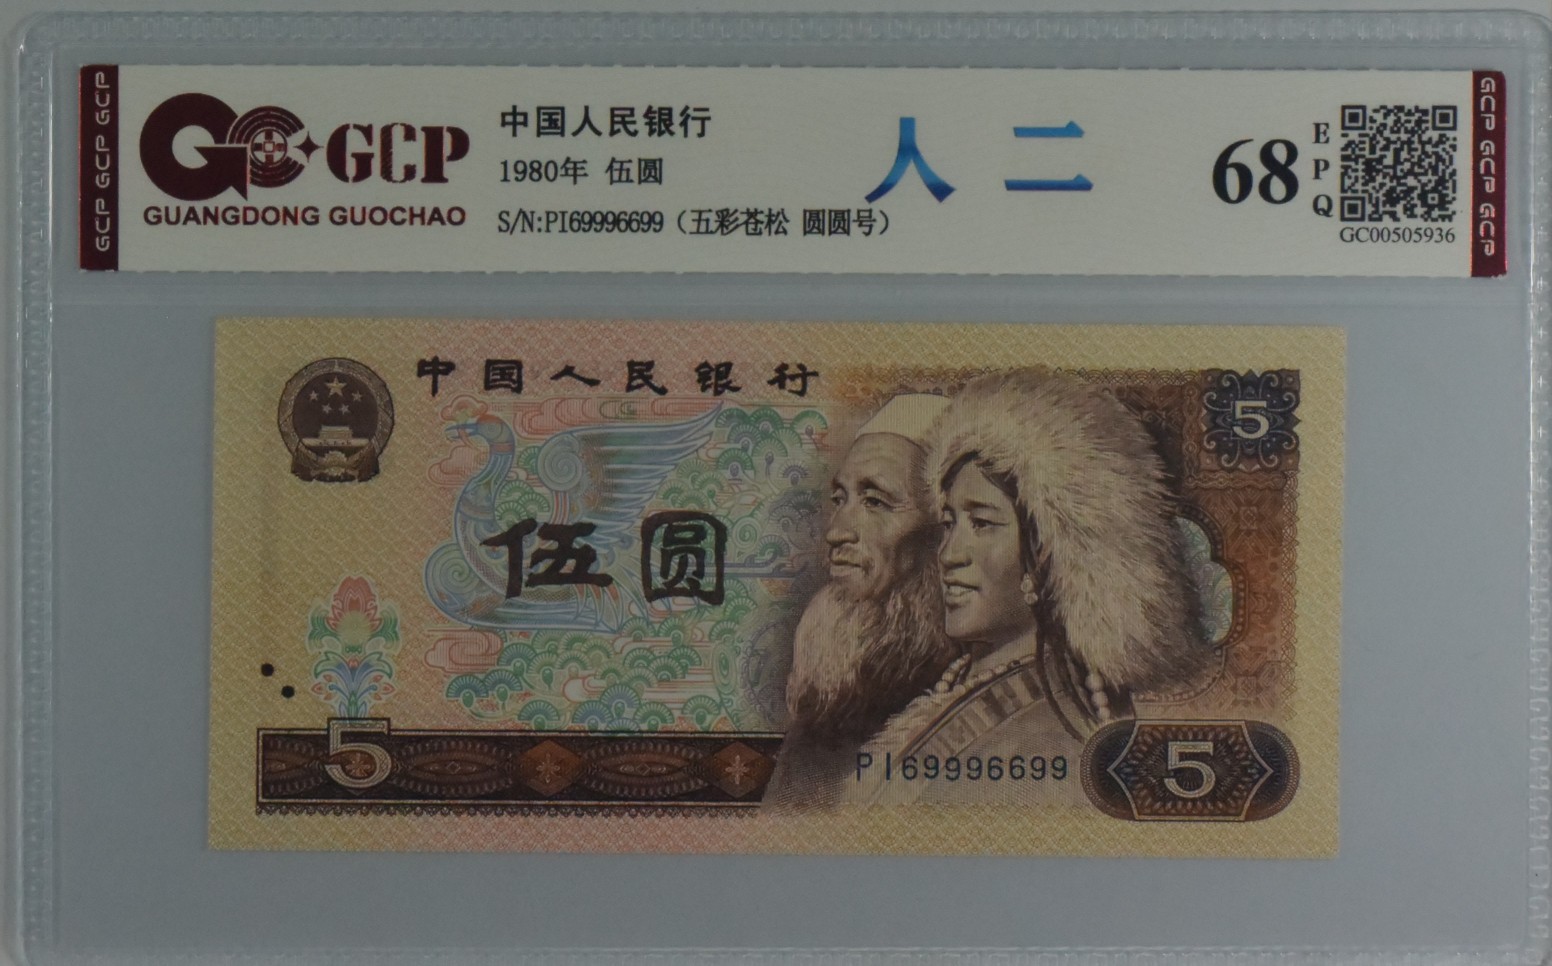 GCP GCP GCP
GCP
GUANGDONG GUOCHAO
中国人民银行
1980年 伍圆
S/N:PI69996699（五彩苍松 圆圆号）
人 二
68
EPQ
GC00505936
GCP GCP GCP
中国人民银行
5
伍圆
5
PI69996699
5